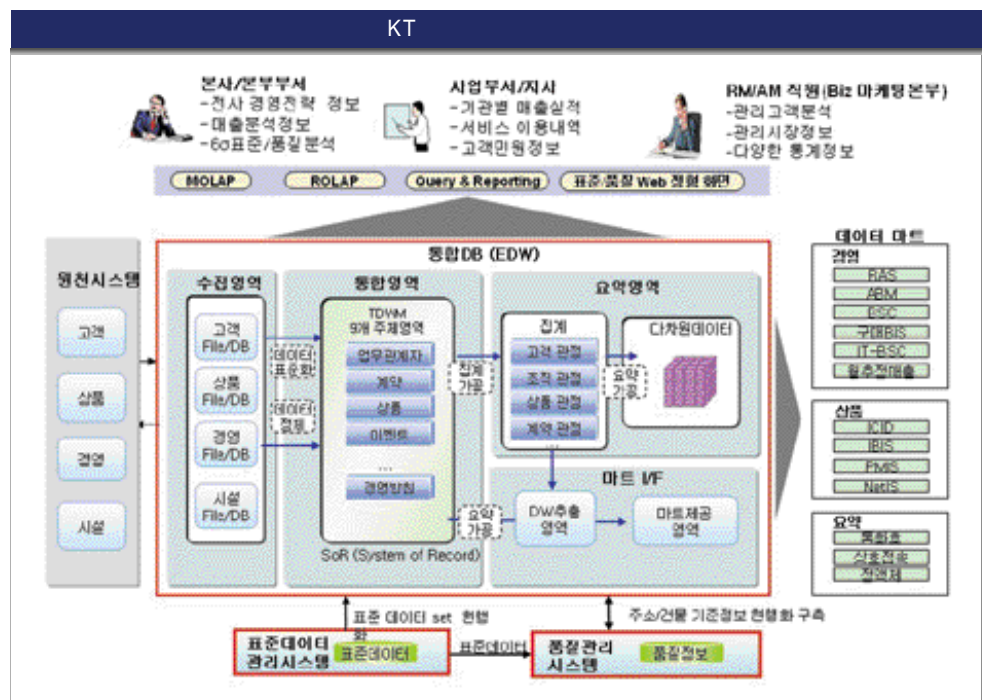 KT
본사/본부부서
-전사 경영전략 정보
-매출분석정보
-6σ표준/품질분석
사업부서/지사
-기관별 매출실적
-서비스 이용내역
-고객민원정보
RM/AM 직원(Biz 마케팅본부)
-관리고객분석
-관리시장정보
-다양한 통계정보
MOLAP
ROLAP
Query & Reporting
표준/품질 Web 정형 화면
원천시스템
고객
상품
경영
시설
통합DB (EDW)
수집영역
고객
File/DB
상품
File/DB
경영
File/DB
시설
File/DB
데이터
표준화
데이터
정제
통합영역
TDWM
9개 주제영역
업무관계자
계약
상품
이벤트
...
경영방침
SoR (System of Record)
집계
가공
요약
가공
요약영역
집계
고객 관점
조직 관점
상품 관점
계약 관점
...
요약
가공
다차원데이터
마트 I/F
DW추출
영역
마트제공
영역
데이터 마트
경영
RAS
ABM
BSC
구매BIS
IT-BSC
월추정매출
상품
ICID
IBIS
PMIS
NetIS
요약
통화호
상호접속
정액제
표준 데이터 set 현행
화
주소/건물 기준정보 현행화 구축
표준데이터
관리시스템
표준데이터
표준데이터
품질관리
시스템
품질정보